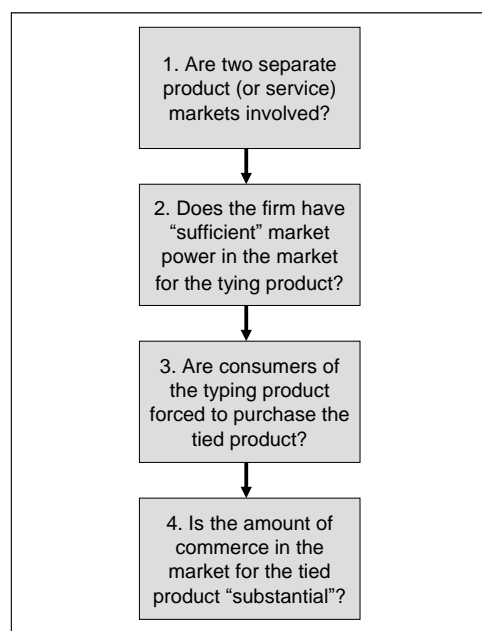 1. Are two separate
product (or service)
markets involved?
2. Does the firm have
“sufficient” market
power in the market
for the tying product?
3. Are consumers of
the typing product
forced to purchase the
tied product?
4. Is the amount of
commerce in the
market for the tied
product “substantial”?